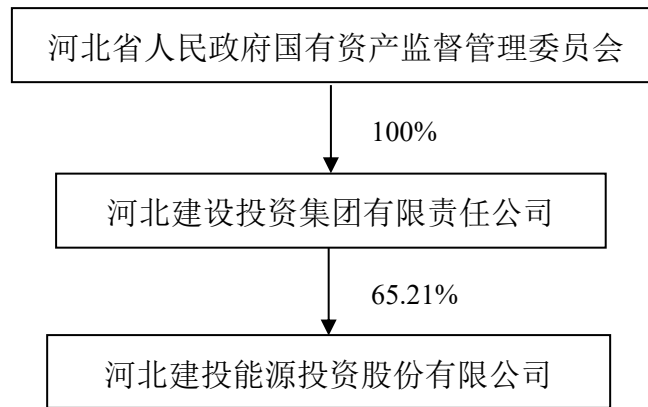 河北省人民政府国有资产监督管理委员会
100%
河北建设投资集团有限责任公司
65.21%
河北建投能源投资股份有限公司